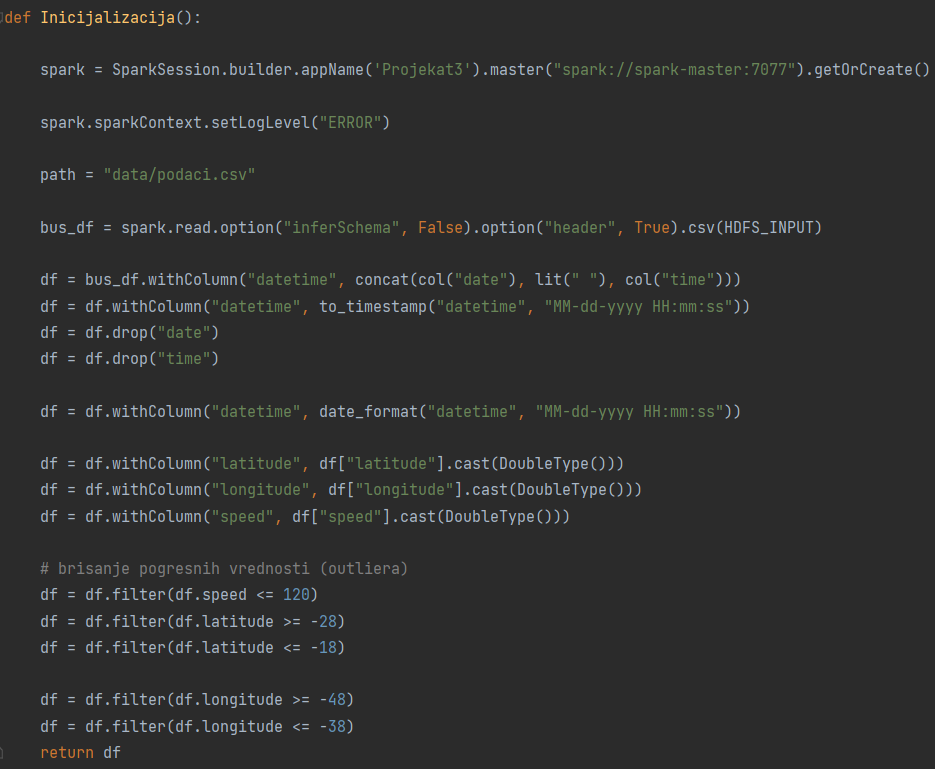 def Inicijalizacija():
spark = SparkSession.builder.appName('Projekat3').master("spark://spark-master:7077").getOrCreate()
spark.sparkContext.setLogLevel("ERROR")
path = "data/podaci.csv"
bus_df = spark.read.option("inferSchema", False).option("header", True).csv(HDFS_INPUT)
df = bus_df.withColumn("datetime", concat(col("date"), lit(" "), col("time")))
df = df.withColumn("datetime", to_timestamp("datetime", "MM-dd-yyyy HH:mm:ss"))
df = df.drop("date")
df = df.drop("time")
df = df.withColumn("datetime", date_format("datetime", "MM-dd-yyyy HH:mm:ss"))
df = df.withColumn("latitude", df["latitude"].cast(DoubleType()))
df = df.withColumn("longitude", df["longitude"].cast(DoubleType()))
df = df.withColumn("speed", df["speed"].cast(DoubleType()))
# brisanje pogresnih vrednosti (outliera)
df = df.filter(df.speed <= 120)
df = df.filter(df.latitude >= -28)
df = df.filter(df.latitude <= -18)
df = df.filter(df.longitude >= -48)
df = df.filter(df.longitude <= -38)
return df